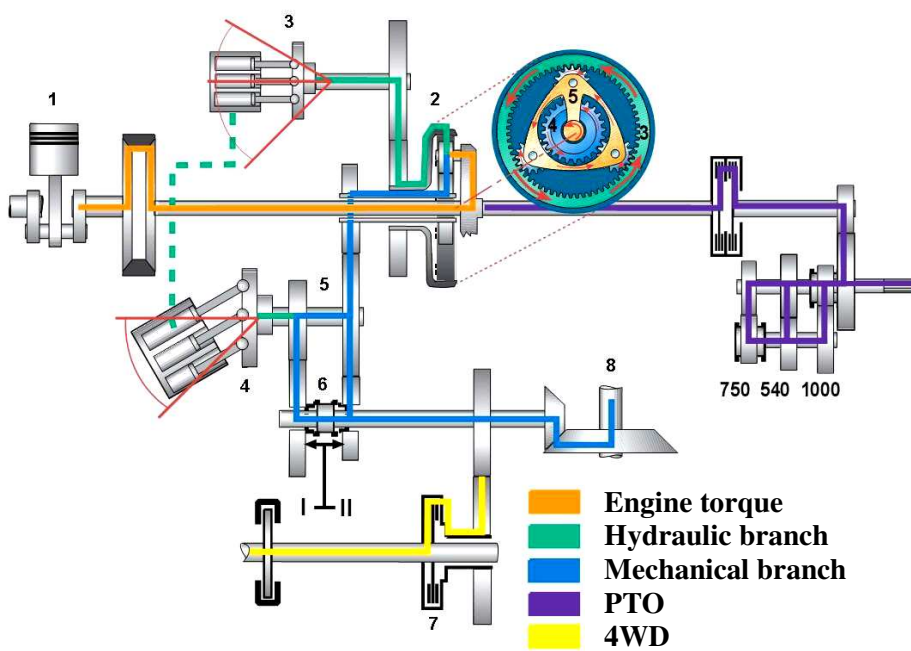 3
1
2
5
4
3
5
4
6
8
750 540 1000
I II
7
Engine torque
Hydraulic branch
Mechanical branch
PTO
4WD